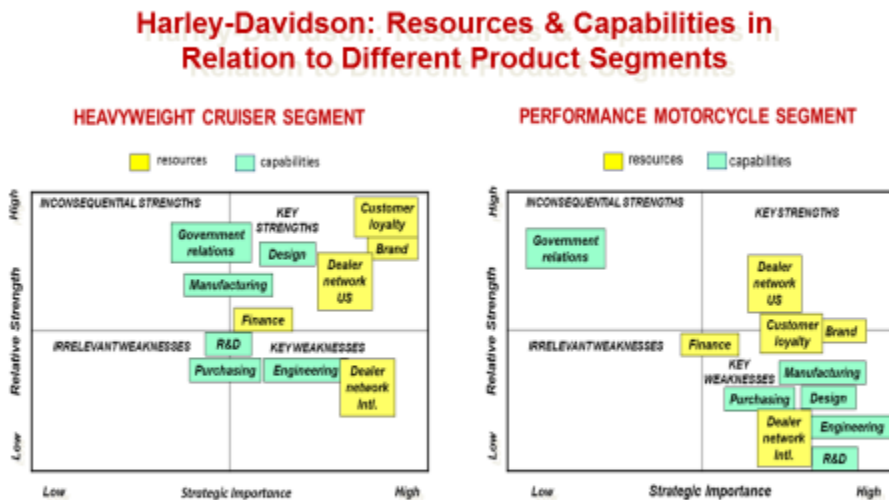 Harley-Davidson: Resources & Capabilities in
Relation to Different Product Segments
HEAVYWEIGHT CRUISER SEGMENT
resources
capabilities
High
Relative Strength
Low
INCONSEQUENTIAL STRENGTHS
KEY
STRENGTHS
Customer
loyalty
Government
relations
Design
Brand
Dealer
network
US
Manufacturing
Finance
IRRELEVANT WEAKNESSES
R&D
KEY WEAKNESSES
Purchasing
Engineering
Dealer
network
Intl.
Low
Strategic Importance
High
PERFORMANCE MOTORCYCLE SEGMENT
resources
capabilities
High
Relative Strength
Low
INCONSEQUENTIAL STRENGTHS
KEY STRENGTHS
Government
relations
Dealer
network
US
Customer
loyalty
Brand
IRRELEVANT WEAKNESSES
Finance
KEY
WEAKNESSES
Manufacturing
Purchasing
Design
Dealer
network
Intl.
Engineering
R&D
Low
Strategic Importance
High